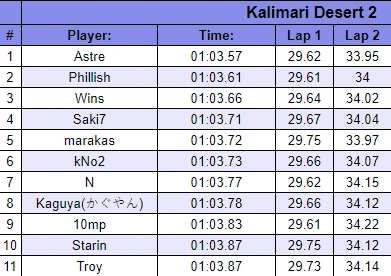 Kalimari Desert 2
# Player: Time: Lap 1 Lap 2
1 Astre 01:03.57 29.62 33.95
2 Phillish 01:03.61 29.61 34
3 Wins 01:03.66 29.64 34.02
4 Saki7 01:03.71 29.67 34.04
5 marakas 01:03.72 29.75 33.97
6 kNo2 01:03.73 29.66 34.07
7 N 01:03.77 29.62 34.15
8 Kaguya(かぐやん) 01:03.78 29.66 34.12
9 10mp 01:03.83 29.61 34.22
10 Starin 01:03.87 29.75 34.12
11 Troy 01:03.87 29.73 34.14